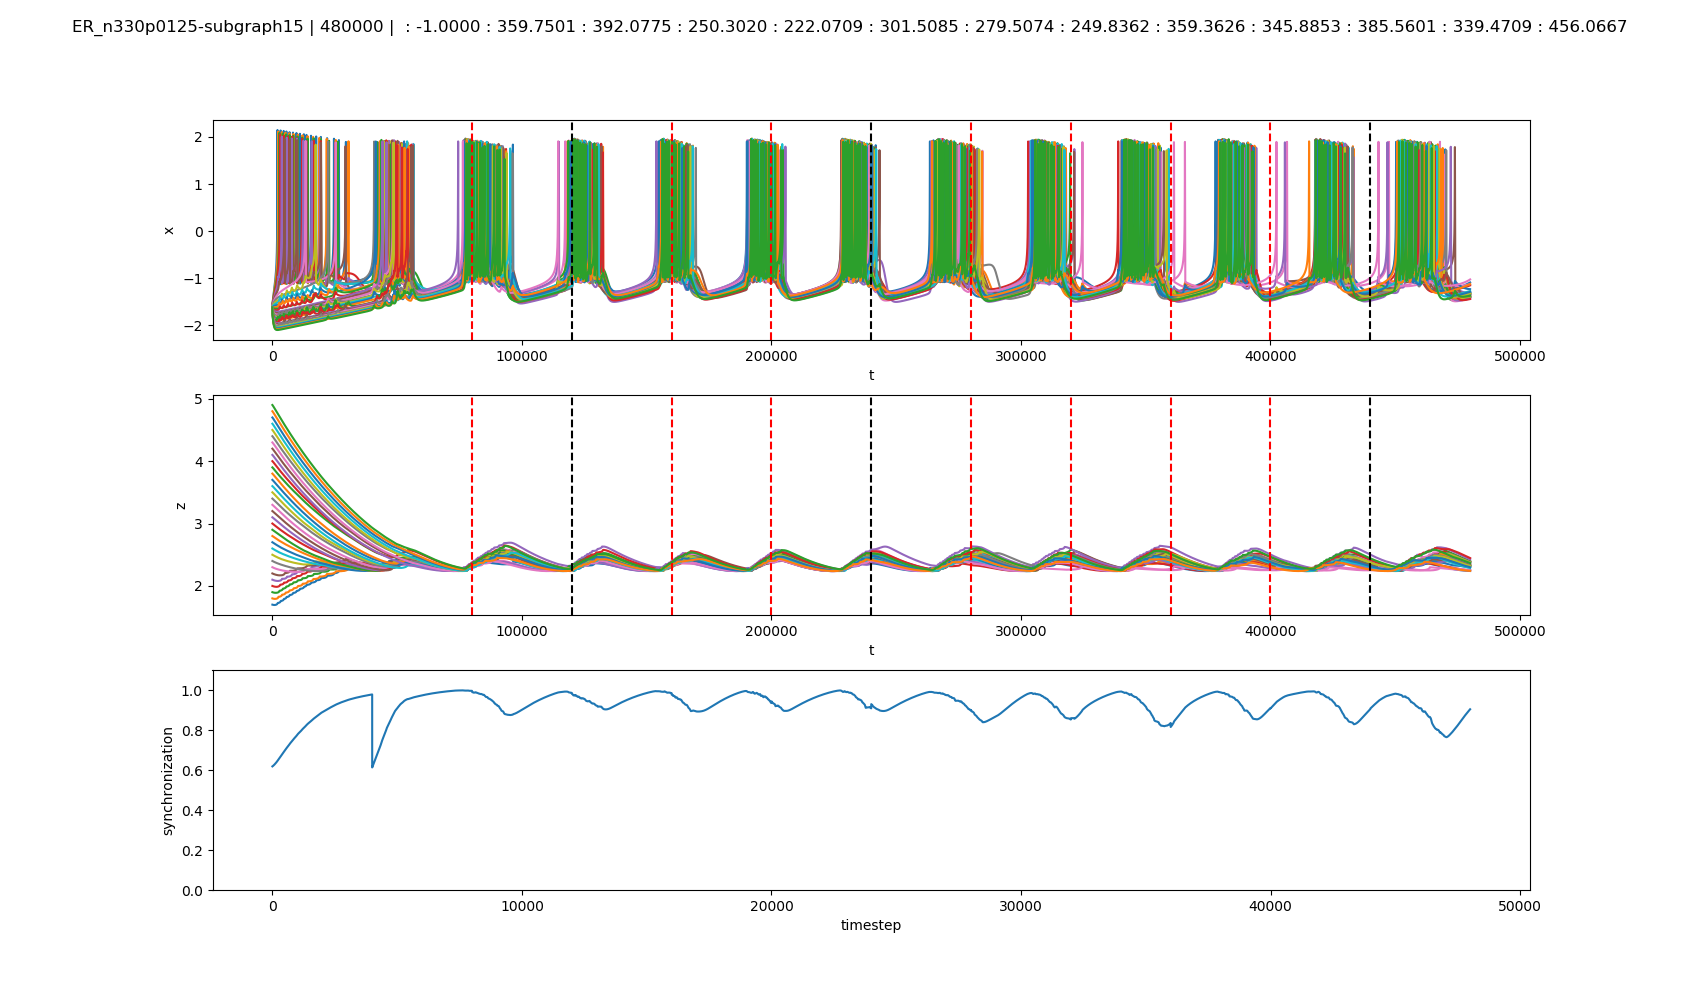 ER_n330p0125-subgraph15 | 480000 |  : -1.0000 : 359.7501 : 392.0775 : 250.3020 : 222.0709 : 301.5085 : 279.5074 : 249.8362 : 359.3626 : 345.8853 : 385.5601 : 339.4709 : 456.0667
2
1
0
−1
−2
x
0 100000 200000 300000 400000 500000
t
5
4
3
2
z
0 100000 200000 300000 400000 500000
t
1.0
0.8
0.6
0.4
0.2
0.0
synchronization
0 10000 20000 30000 40000 50000
timestep